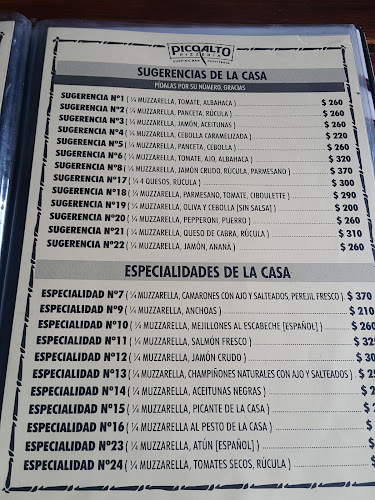 PICOALTO
PIZZERÍA
SUGERENCIAS DE LA CASA
PÍDALAS POR SU NÚMERO, GRACIAS
SUGERENCIA Nº1 ( ¼ MUZZARELLA, TOMATE, ALBAHACA ) $ 260
SUGERENCIA Nº2 ( ¼ MUZZARELLA, PANCETA, RÚCULA ) $ 260
SUGERENCIA Nº3 ( ¼ MUZZARELLA, JAMÓN, ACEITUNAS ) $ 260
SUGERENCIA Nº4 ( ¼ MUZZARELLA, CEBOLLA CARAMELIZADA ) $ 220
SUGERENCIA Nº5 ( ¼ MUZZARELLA, PANCETA, CEBOLLA ) $ 260
SUGERENCIA Nº6 ( ¼ MUZZARELLA, TOMATE, AJO, ALBAHACA ) $ 320
SUGERENCIA Nº8 ( ¼ MUZZARELLA, JAMÓN CRUDO, RÚCULA, PARMESANO ) $ 370
SUGERENCIA Nº17 ( ¼ 4 QUESOS, RÚCULA ) $ 300
SUGERENCIA Nº18 ( ¼ MUZZARELLA, PARMESANO, TOMATE, CIBOULETTE ) $ 290
SUGERENCIA Nº19 ( ¼ MUZZARELLA, OLIVA Y CEBOLLA [SIN SALSA] ) $ 200
SUGERENCIA Nº20 ( ¼ MUZZARELLA, PEPPERONI, PUERRO ) $ 260
SUGERENCIA Nº21 ( ¼ MUZZARELLA, QUESO DE CABRA, RÚCULA ) $ 310
SUGERENCIA Nº22 ( ¼ MUZZARELLA, JAMÓN, ANANÁ ) $ 260
ESPECIALIDADES DE LA CASA
ESPECIALIDAD Nº7 ( ¼ MUZZARELLA, CAMARONES CON AJO Y SALTEADOS, PEREJIL FRESCO ) $ 370
ESPECIALIDAD Nº9 ( ¼ MUZZARELLA, ANCHOAS ) $ 210
ESPECIALIDAD Nº10 ( ¼ MUZZARELLA, MEJILLONES AL ESCABECHE [ESPAÑOL] ) $ 260
ESPECIALIDAD Nº11 ( ¼ MUZZARELLA, SALMÓN FRESCO ) $
ESPECIALIDAD Nº12 ( ¼ MUZZARELLA, JAMÓN CRUDO ) $
ESPECIALIDAD Nº13 ( ¼ MUZZARELLA, CHAMPIÑONES NATURALES CON AJO Y SALTEADOS ) $
ESPECIALIDAD Nº14 ( ¼ MUZZARELLA, ACEITUNAS NEGRAS ) $
ESPECIALIDAD Nº15 ( ¼ MUZZARELLA, PICANTE DE LA CASA ) $
ESPECIALIDAD Nº16 ( ¼ MUZZARELLA AL PESTO DE LA CASA ) $
ESPECIALIDAD Nº23 ( ¼ MUZZARELLA, ATÚN [ESPAÑOL] ) $
ESPECIALIDAD Nº24 ( ¼ MUZZARELLA, TOMATES SECOS, RÚCULA ) $